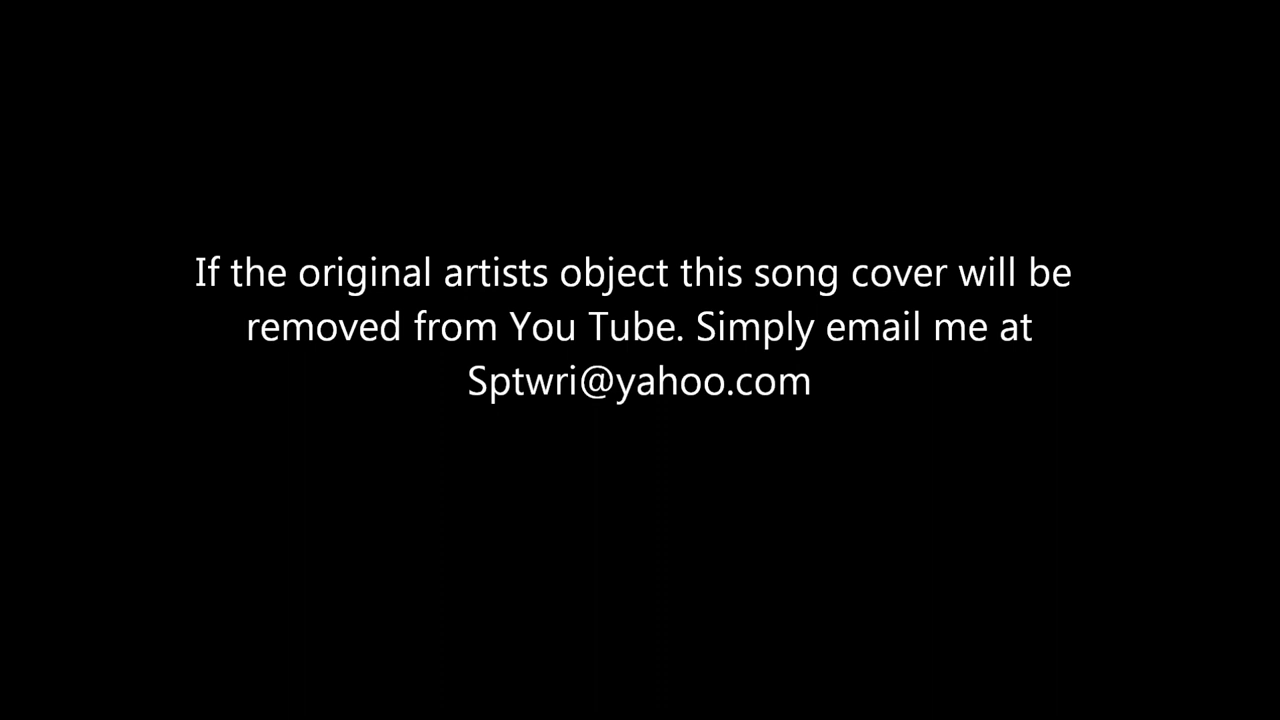 If the original artists object this song cover will be
removed from You Tube. Simply email me at
Sptwri@yahoo.com